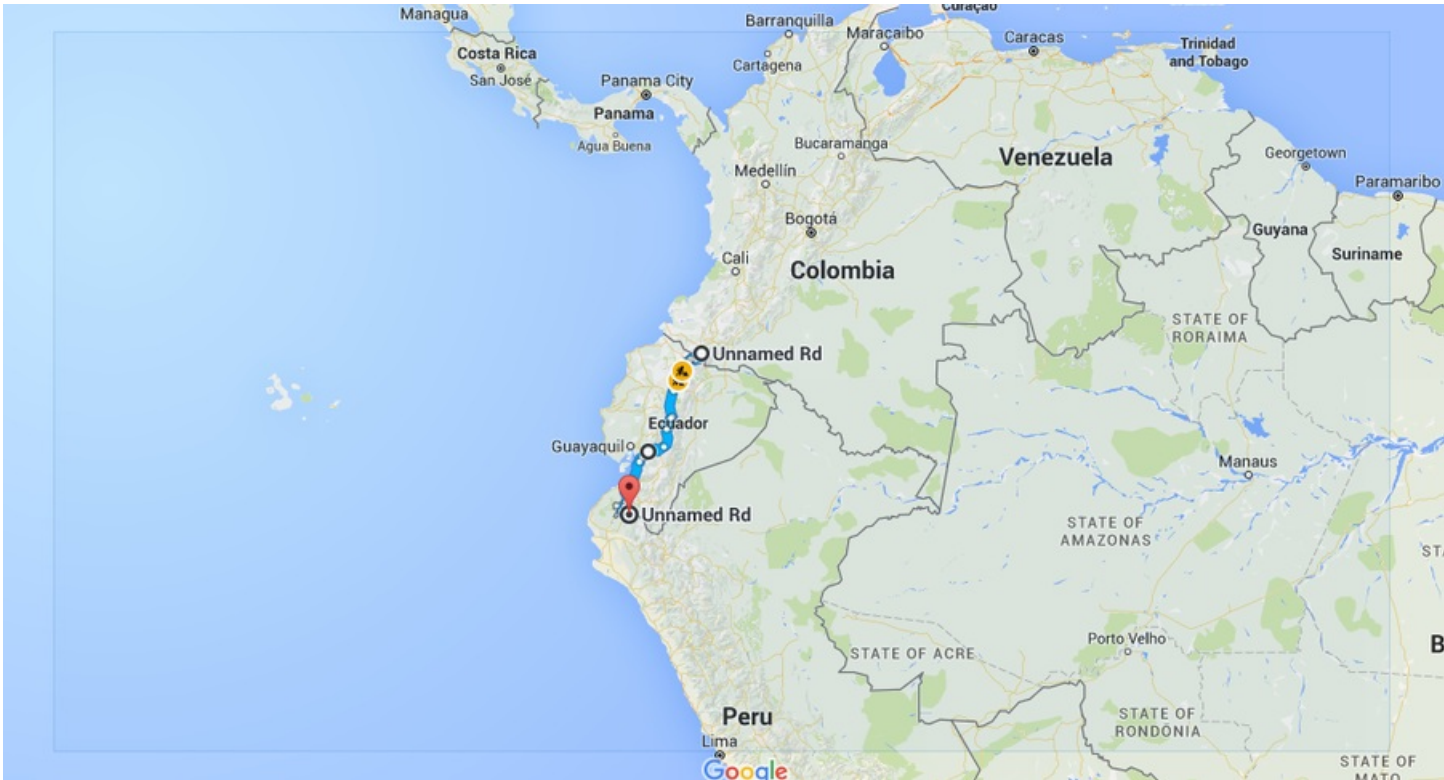 Managua
Barranquilla
Curaçao
Maracaibo
Caracas
Trinidad
and Tobago
Costa Rica
San José
Cartagena
Panama City
Panama
Agua Buena
Bucaramanga
Venezuela
Georgetown
Medellín
Paramaribo
Bogotá
Guyana
Cali
Colombia
Suriname
STATE OF
RORAIMA
Unnamed Rd
Ecuador
Guayaquil
Manaus
Unnamed Rd
STATE OF
AMAZONAS
STA
Porto Velho
B
STATE OF ACRE
Peru
STATE OF
RONDÔNIA
Lima
STATE OF
MATO
Google